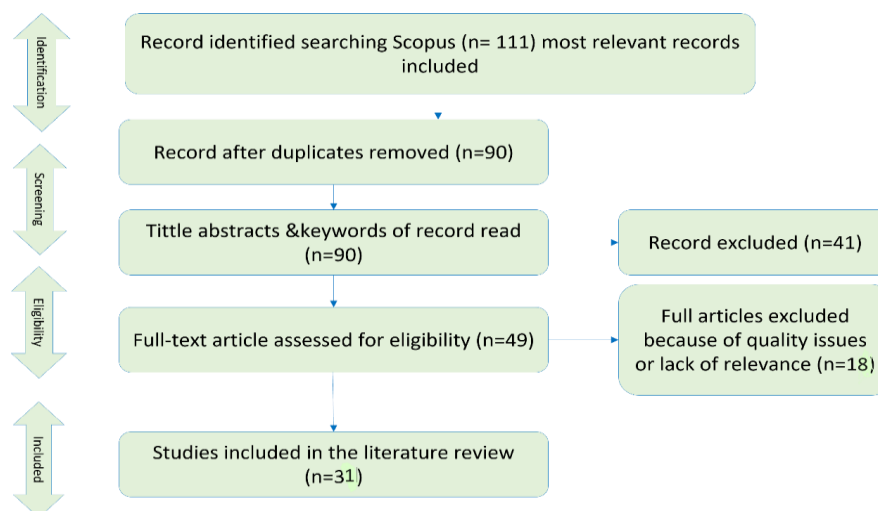 Identification
Record identified searching Scopus (n= 111) most relevant records
included
Record after duplicates removed (n=90)
Screening
Tittle abstracts &keywords of record read
(n=90)
Record excluded (n=41)
Eligibility
Full-text article assessed for eligibility (n=49)
Full articles excluded
because of quality issues
or lack of relevance (n=18)
Included
Studies included in the literature review
(n=31)